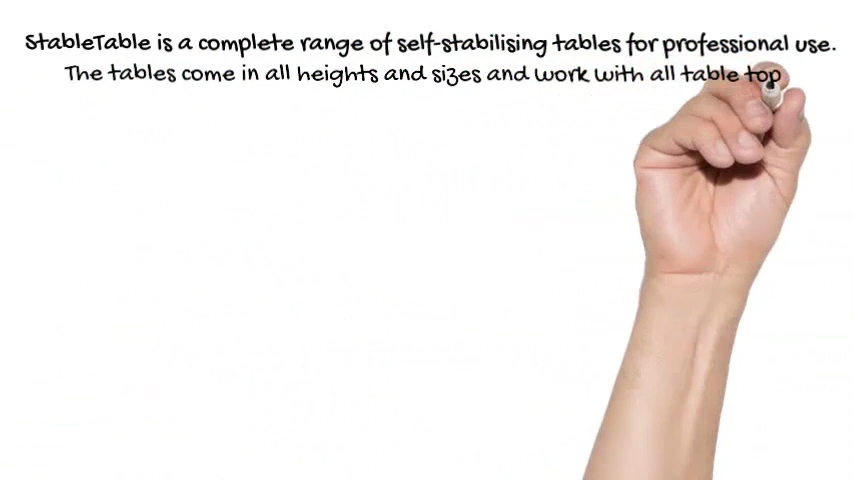 StableTable is a complete range of self-stabilising tables for professional use.
The tables come in all heights and sizes and work with all table top